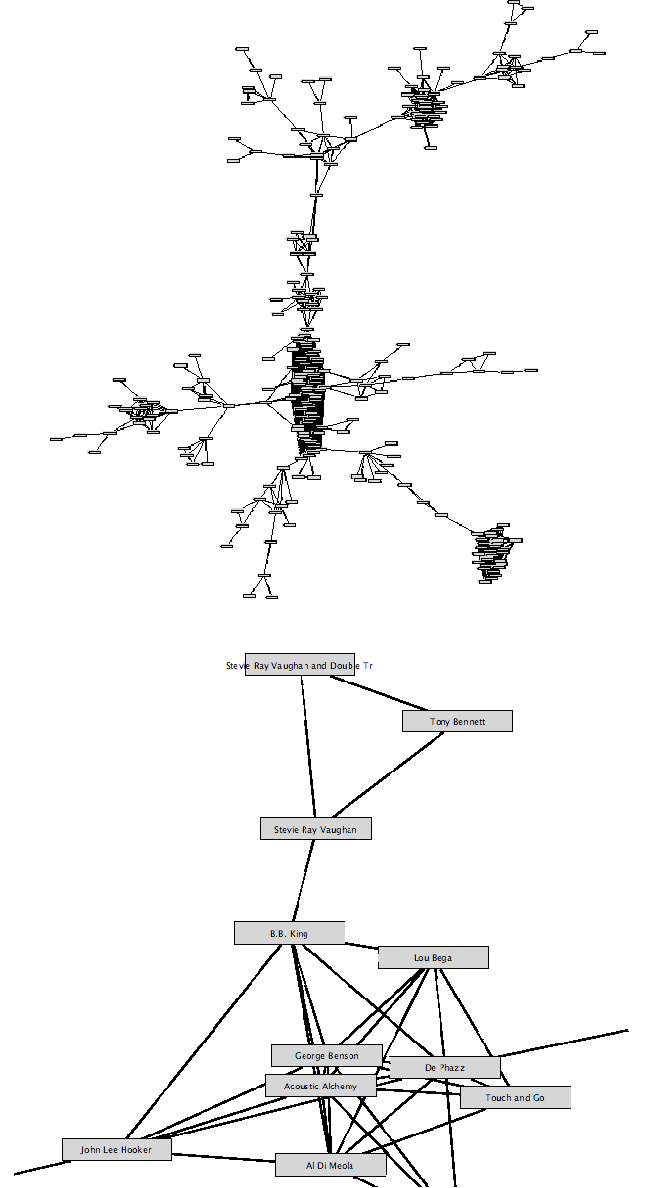 Stevie Ray Vaughan and Double Tr
Tony Bennett
Stevie Ray Vaughan
B.B. King
Lou Bega
George Benson
De Phazz
Acoustic Alchemy
Touch and Go
John Lee Hooker
Al Di Meola